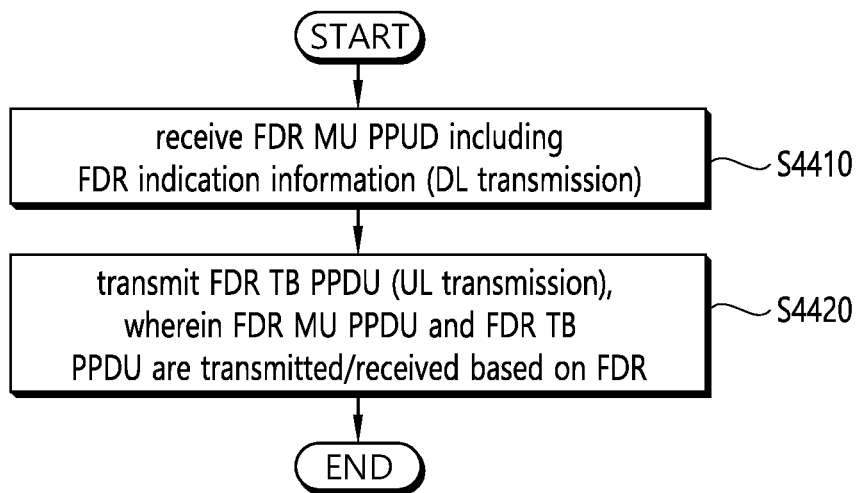 START
receive FDR MU PPUD including
FDR indication information (DL transmission)
S4410
transmit FDR TB PPDU (UL transmission),
wherein FDR MU PPDU and FDR TB
PPDU are transmitted/received based on FDR
S4420
END